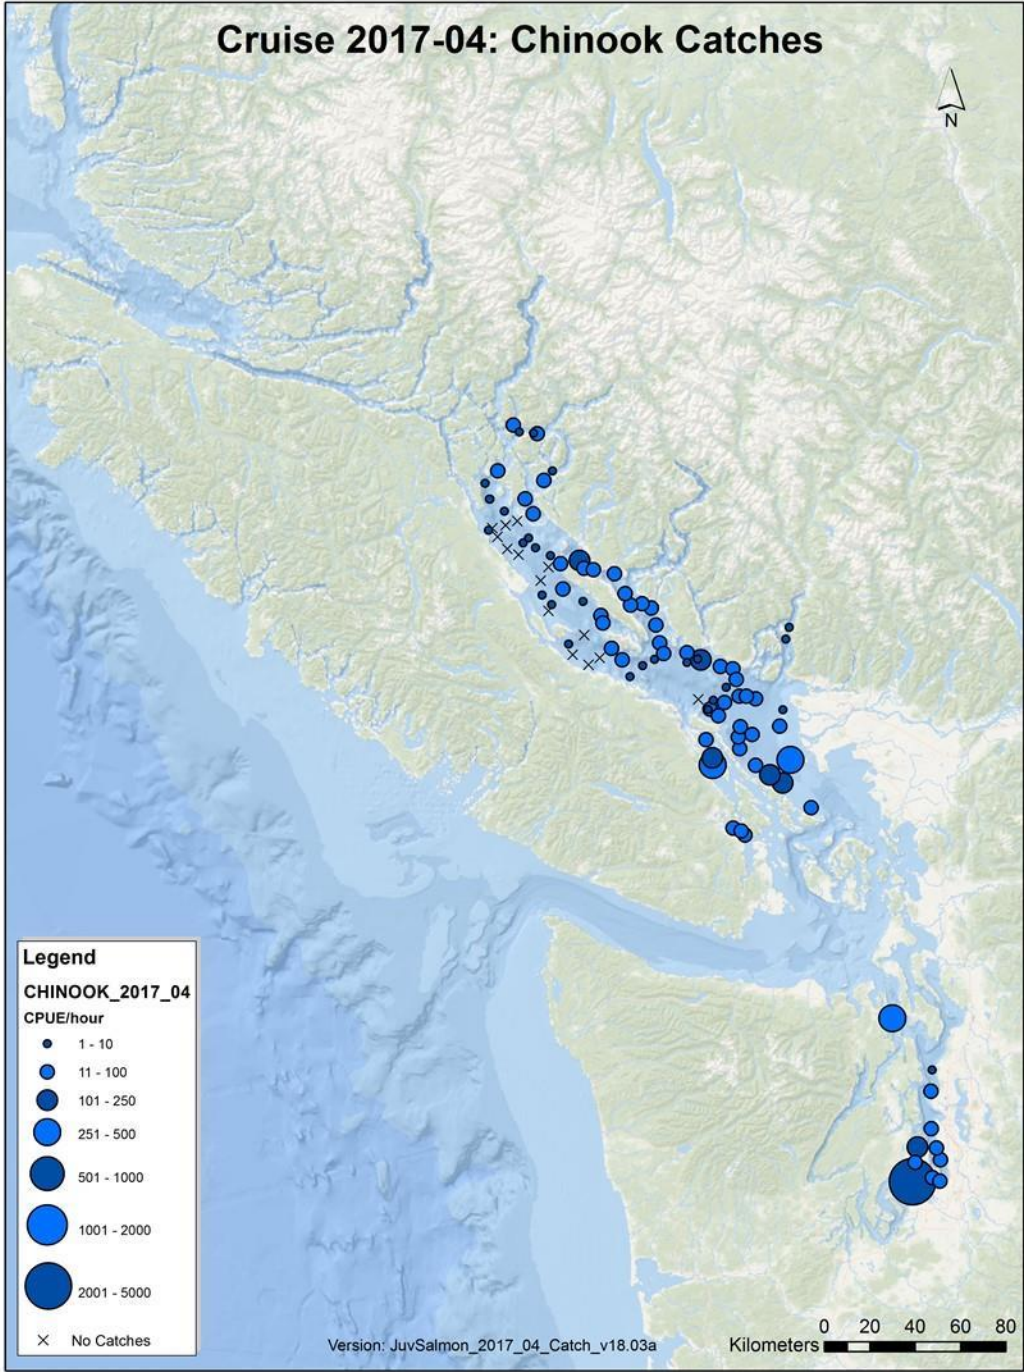 Cruise 2017-04: Chinook Catches
N
Legend
CHINOOK_2017_04
CPUE/hour
1 - 10
11 - 100
101 - 250
251 - 500
501 - 1000
1001 - 2000
2001 - 5000
No Catches
Version: JuvSalmon_2017_04_Catch_v18.03a
Kilometers
0 20 40 60 80